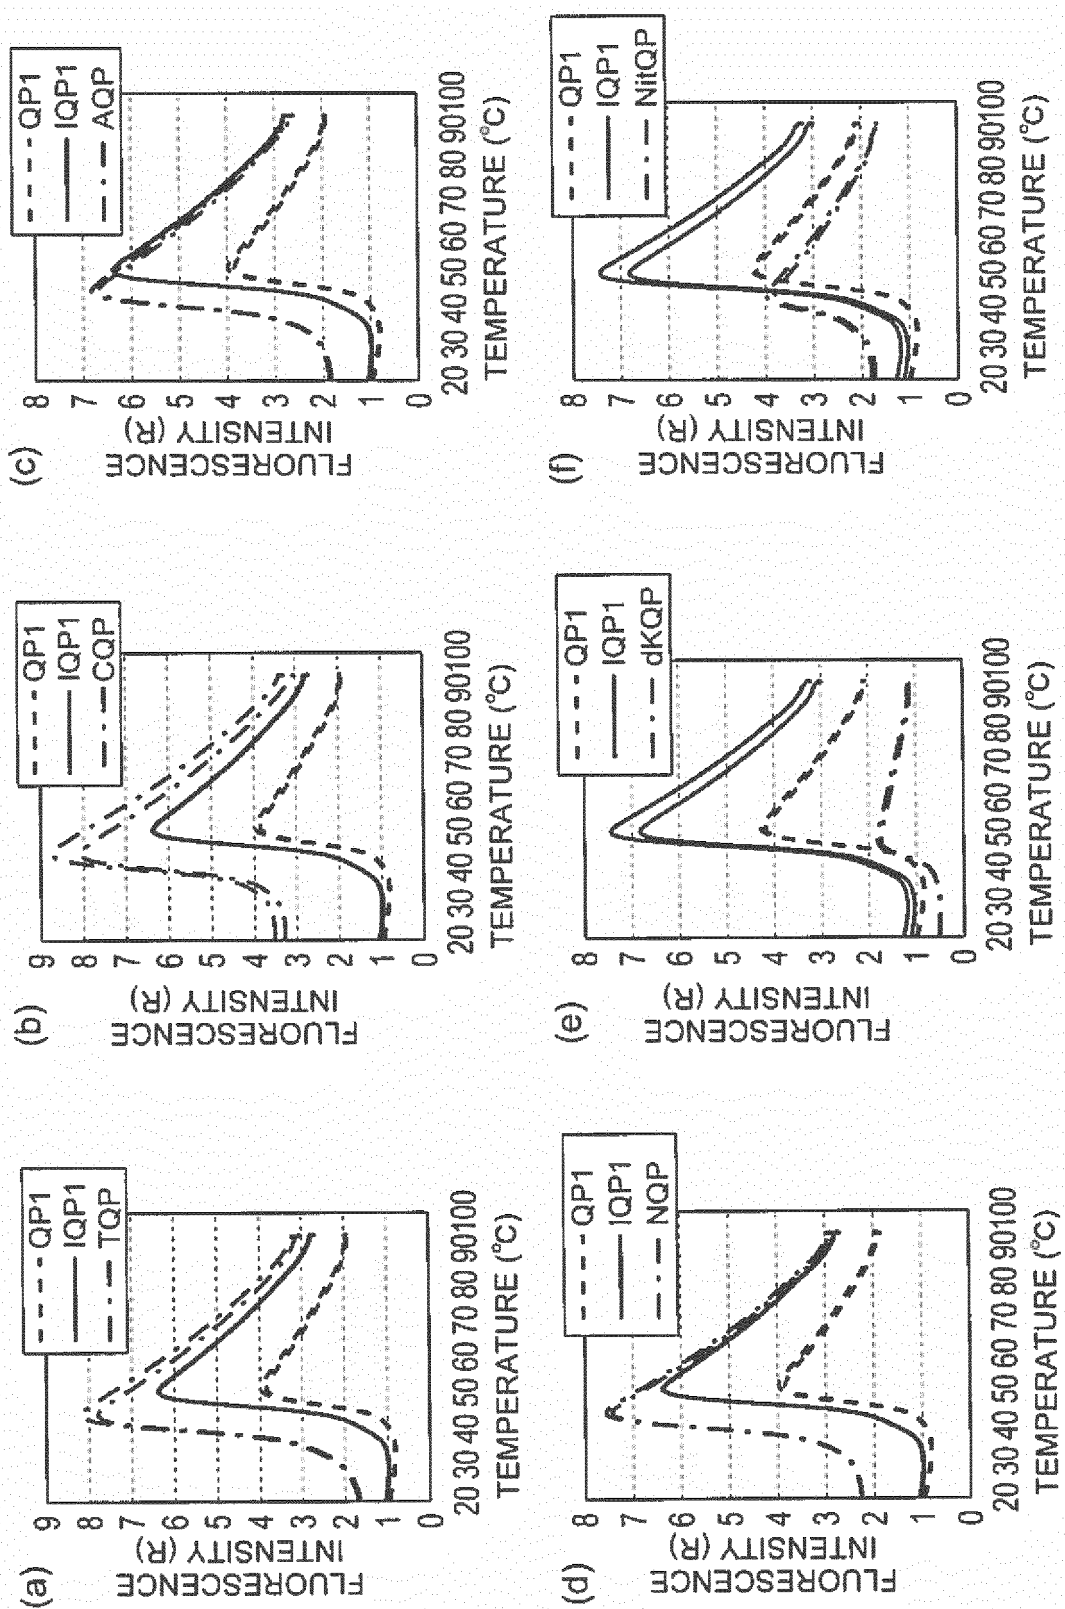 (a)
FLUORESCENCE
INTENSITY (R)
9
8
7
6
5
4
3
2
1
0
20 30 40 50 60 70 80 90100
TEMPERATURE (°C)
QP1
IQP1
TQP
(b)
FLUORESCENCE
INTENSITY (R)
9
8
7
6
5
4
3
2
1
0
20 30 40 50 60 70 80 90100
TEMPERATURE (°C)
QP1
IQP1
CQP
(c)
FLUORESCENCE
INTENSITY (R)
8
7
6
5
4
3
2
1
0
20 30 40 50 60 70 80 90100
TEMPERATURE (°C)
QP1
IQP1
AQP
(d)
FLUORESCENCE
INTENSITY (R)
8
7
6
5
4
3
2
1
0
20 30 40 50 60 70 80 90100
TEMPERATURE (°C)
QP1
IQP1
NQP
(e)
FLUORESCENCE
INTENSITY (R)
8
7
6
5
4
3
2
1
0
20 30 40 50 60 70 80 90100
TEMPERATURE (°C)
QP1
IQP1
dKQP
(f)
FLUORESCENCE
INTENSITY (R)
8
7
6
5
4
3
2
1
0
20 30 40 50 60 70 80 90100
TEMPERATURE (°C)
QP1
IQP1
NitQP